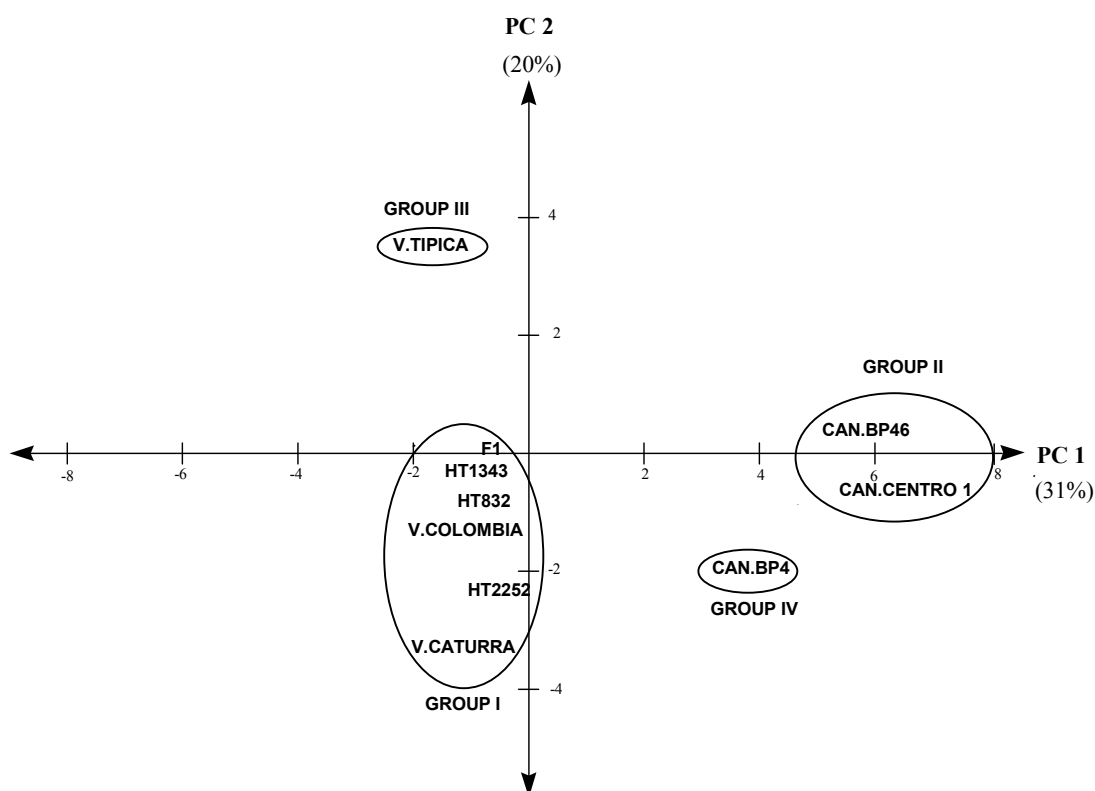 PC 2
(20%)
GROUP III
4
V.TIPICA
2
GROUP II
CAN.BP46
F1
PC 1
-8
-6
-4
-2
2
4
6
8
HT1343
CAN.CENTRO 1
(31%)
HT832
V.COLOMBIA
-2
CAN.BP4
HT2252
GROUP IV
V.CATURRA
-4
GROUP I